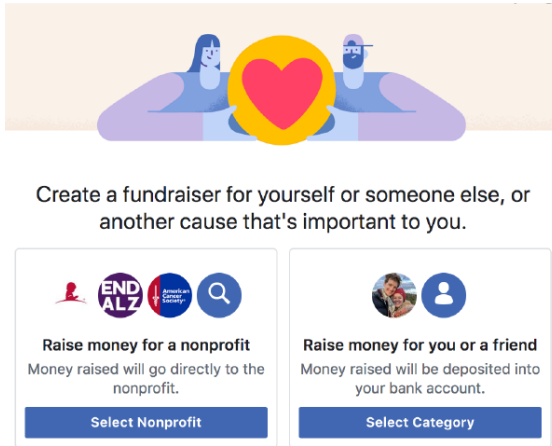 Create a fundraiser for yourself or someone else, or
another cause that's important to you.
END
ALZ
American
Cancer
Society
Raise money for a nonprofit
Money raised will go directly to the
nonprofit.
Select Nonprofit
Raise money for you or a friend
Money raised will be deposited into
your bank account.
Select Category